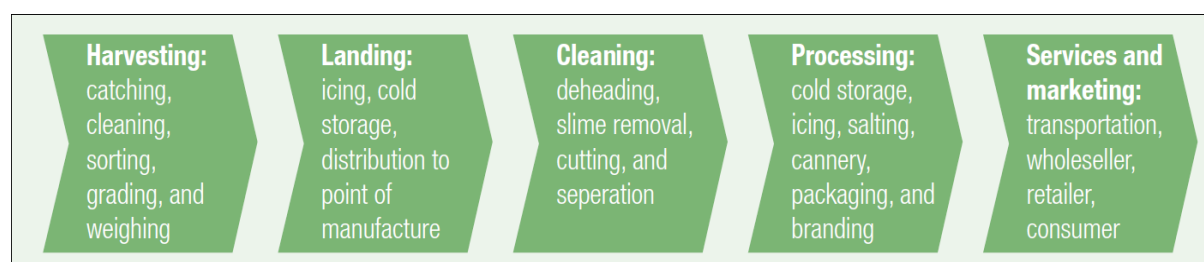 Harvesting:
catching,
cleaning,
sorting,
grading, and
weighing
Landing:
icing, cold
storage,
distribution to
point of
manufacture
Cleaning:
deheading,
slime removal,
cutting, and
seperation
Processing:
cold storage,
icing, salting,
cannery,
packaging, and
branding
Services and
marketing:
transportation,
wholeseller,
retailer,
consumer